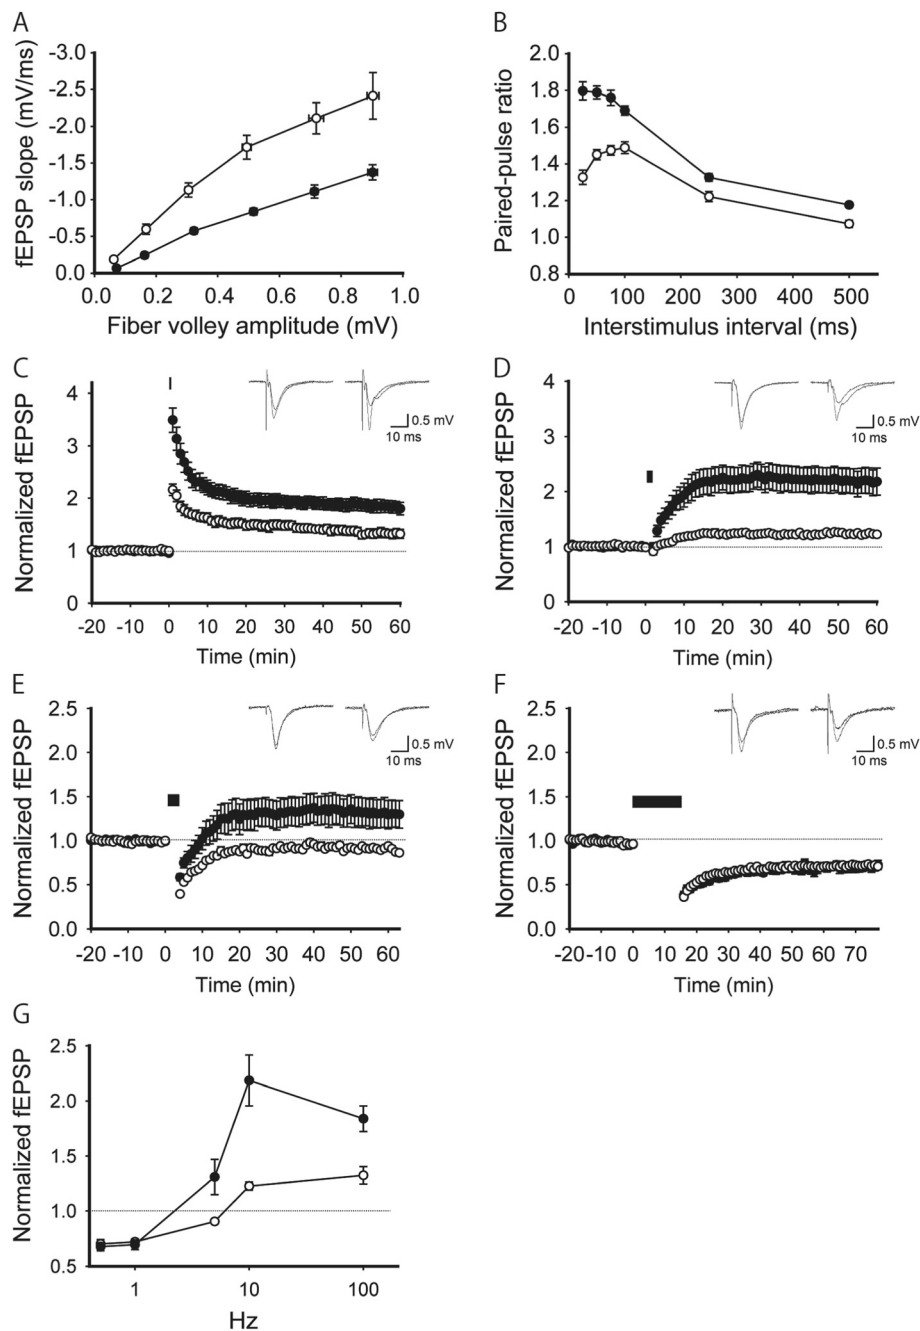 A
fEPSP slope (mV/ms)
-3.0
-2.5
-2.0
-1.5
-1.0
-0.5
0.0
0.0 0.2 0.4 0.6 0.8 1.0
Fiber volley amplitude (mV)
B
Paired-pulse ratio
2.0
1.8
1.6
1.4
1.2
1.0
0.8
0 100 200 300 400 500
Interstimulus interval (ms)
C
Normalized fEPSP
4
3
2
1
0
0.5 mV
10 ms
-20 -10 0 10 20 30 40 50 60
Time (min)
D
Normalized fEPSP
4
3
2
1
0
0.5 mV
10 ms
-20 -10 0 10 20 30 40 50 60
Time (min)
E
Normalized fEPSP
2.5
2.0
1.5
1.0
0.5
0.0
0.5 mV
10 ms
-20 -10 0 10 20 30 40 50 60
Time (min)
F
Normalized fEPSP
2.5
2.0
1.5
1.0
0.5
0.0
0.5 mV
10 ms
-20 -10 0 10 20 30 40 50 60 70
Time (min)
G
Normalized fEPSP
2.5
2.0
1.5
1.0
0.5
1 10 100
Hz